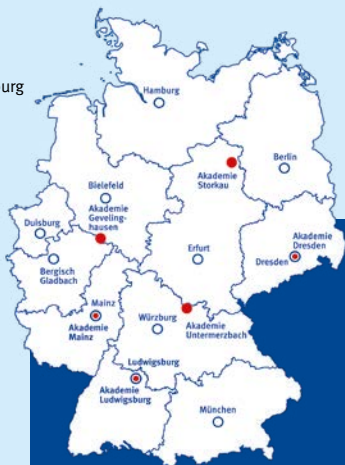 urg
Hamburg
Akademie
Storkau
Berlin
Bielefeld
Akademie
Geveling-
hausen
Duisburg
Bergisch
Gladbach
Erfurt
Akademie
Dresden
Dresden
Mainz
Akademie
Mainz
Würzburg
Akademie
Untermerzbach
Ludwigsburg
Akademie
Ludwigsburg
München